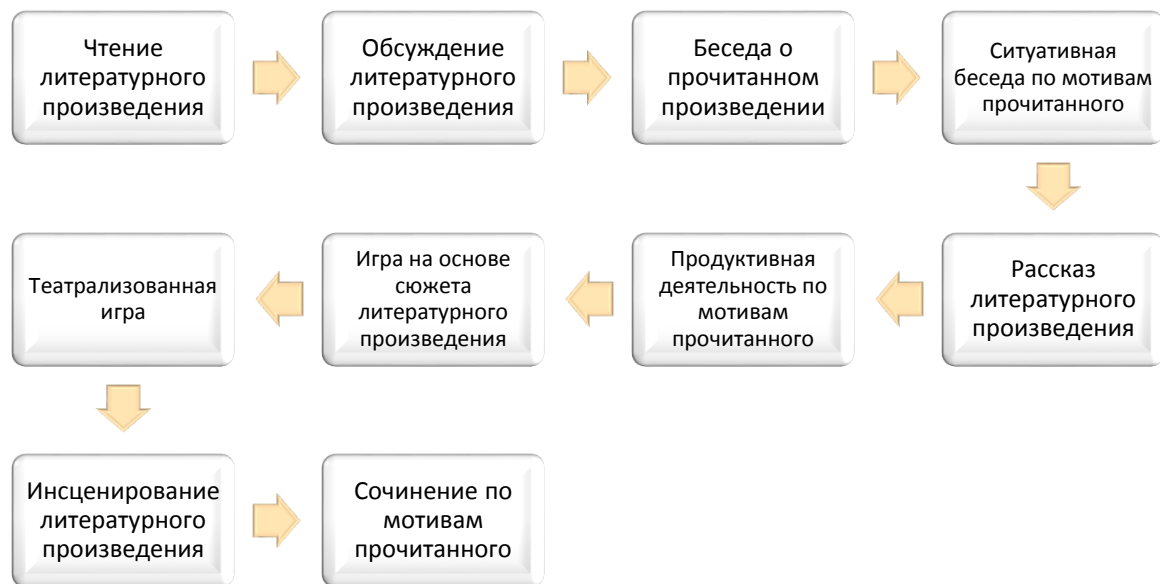 Чтение
литературного
произведения
Обсуждение
литературного
произведения
Беседа о
прочитанном
произведении
Ситуативная
беседа по мотивам
прочитанного
Рассказ
литературного
произведения
Продуктивная
деятельность по
мотивам
прочитанного
Игра на основе
сюжета
литературного
произведения
Театрализованная
игра
Инсценирование
литературного
произведения
Сочинение по
мотивам
прочитанного